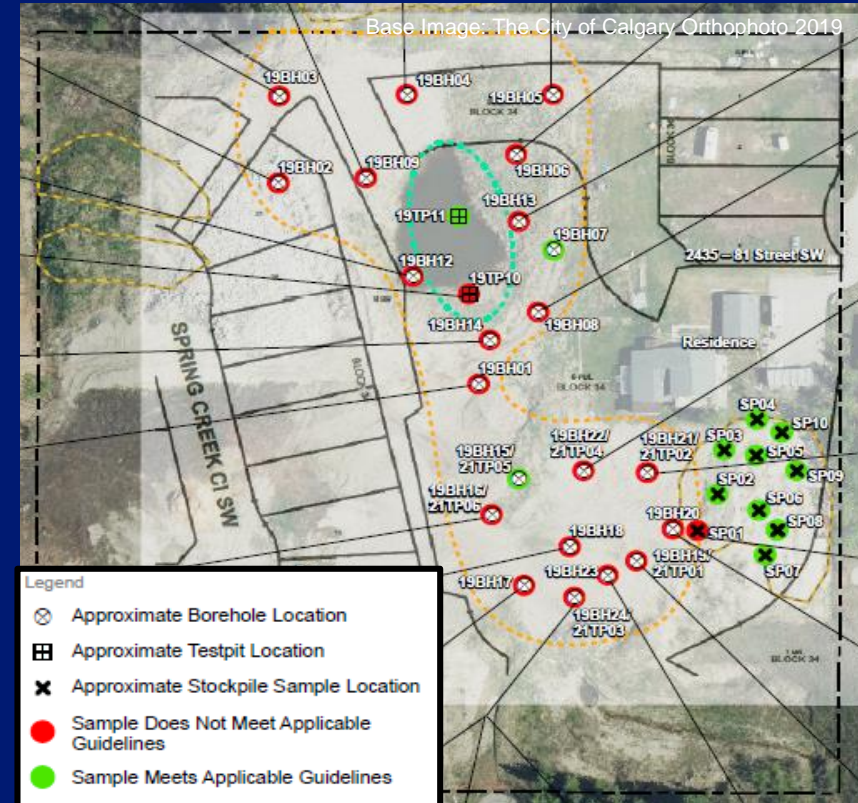 Base Image: The City of Calgary Orthophoto 2019
19BH03
19BH04
19BH05
BLOCK 34
BLOCK 34
19BH06
19BH02
19BH09
19BH13
19TP11
19BH07
2435 – 81 Street SW
19BH12
19TP10
19BH14
19BH08
SPRING CREEK CI SW
Residence
19BH01
BLOCK 34
SP04
SP10
19BH22/
21TP04
19BH21/
21TP02
SP03
SP05
SP09
19BH15/
21TP05
SP02
19BH16/
21TP06
SP06
19BH20
SP01
SP08
19BH18
19BH19/
21TP01
SP07
19BH17
19BH23
19BH24/
21TP03
BLOCK 34
Legend
Approximate Borehole Location
Approximate Testpit Location
Approximate Stockpile Sample Location
Sample Does Not Meet Applicable
Guidelines
Sample Meets Applicable Guidelines